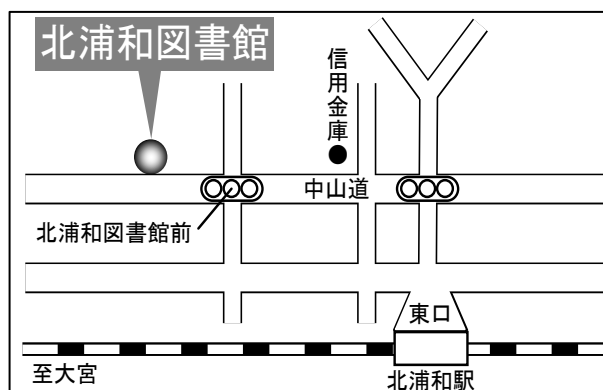 北浦和図書館
信用金庫
中山道
北浦和図書館前
東口
至大宮
北浦和駅